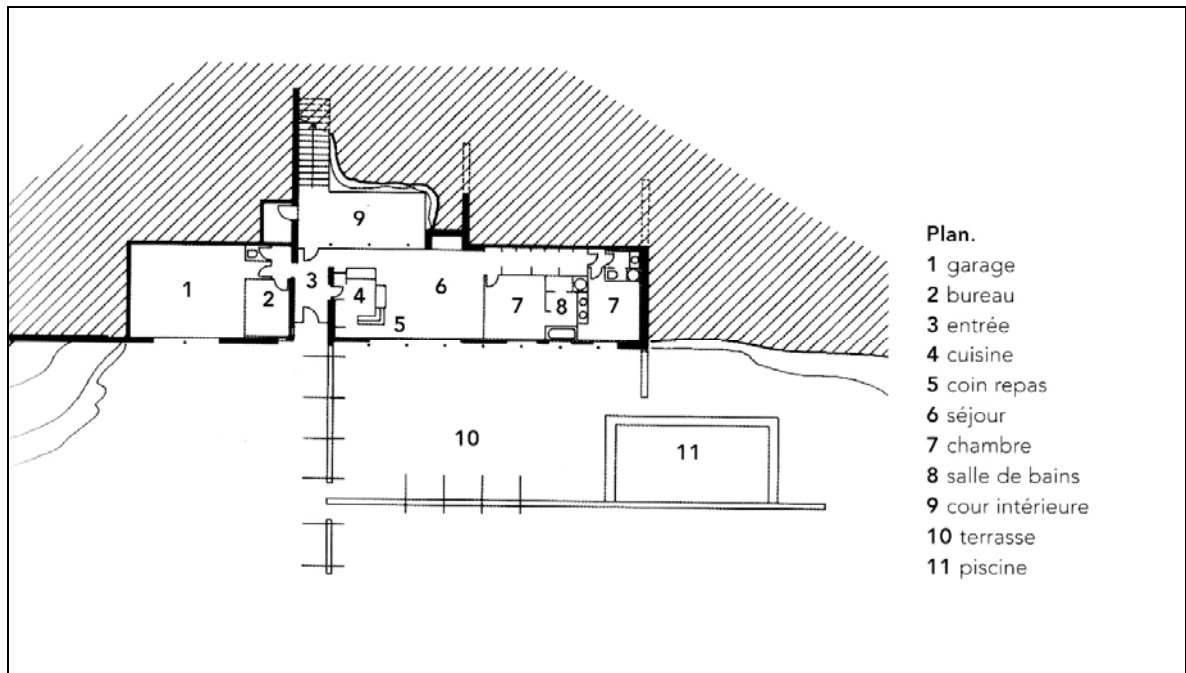 9
1
2
3
4
6
5
7
8
7
10
11
Plan.
1 garage
2 bureau
3 entrée
4 cuisine
5 coin repas
6 séjour
7 chambre
8 salle de bains
9 cour intérieure
10 terrasse
11 piscine